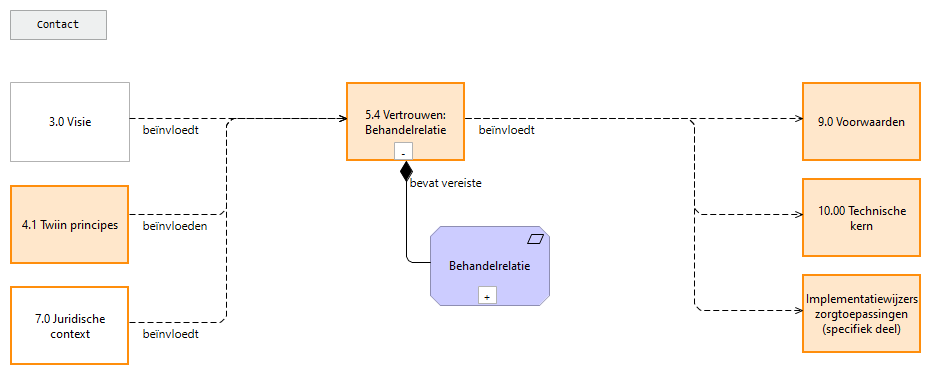 Contact
3.0 Visie
beïnvloedt
4.1 Twiin principes
beïnvloeden
7.0 Juridische
context
beïnvloedt
5.4 Vertrouwen:
Behandelrelatie
-
beïnvloedt
bevat vereiste
Behandelrelatie
+
9.0 Voorwaarden
10.00 Technische
kern
Implementatiewijzers
zorgtoepassingen
(specifiek deel)